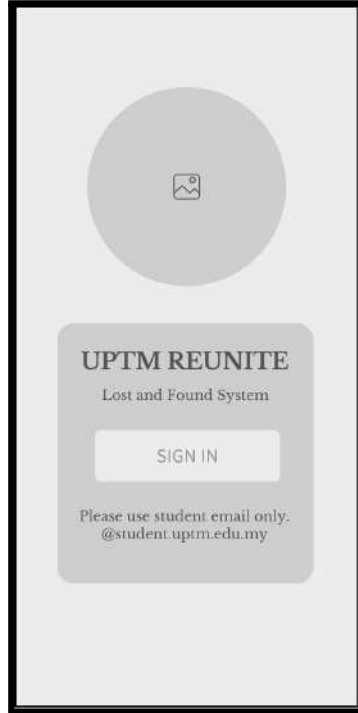 UPTM REUNITE
Lost and Found System
SIGN IN
Please use student email only.
@student.uptm.edu.my